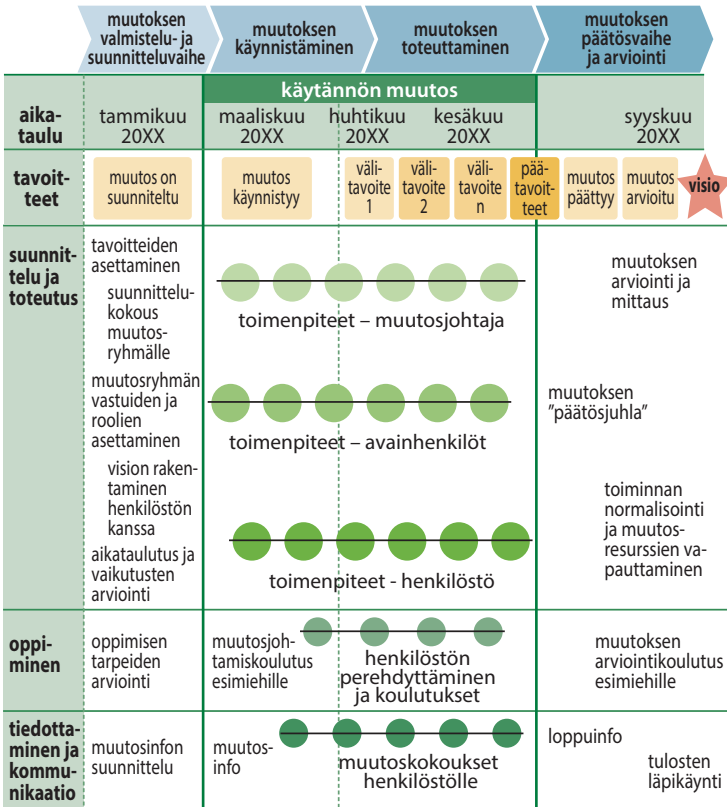 muutoksen
valmistelu- ja
suunnitteluvaihe
muutoksen
käynnistäminen
muutoksen
toteuttaminen
muutoksen
päätösvaihe
ja arviointi
käytännön muutos
aika-
taulu
tammikuu
20XX
maaliskuu
20XX
huhtikuu
20XX
kesäkuu
20XX
syyskuu
20XX
tavoit-
teet
muutos on
suunniteltu
muutos
käynnistyy
väli-
tavoite
1
väli-
tavoite
2
väli-
tavoite
n
pää-
tavoit-
teet
muutos
päättyy
muutos
arvioitu
visio
suunnit-
telu ja
toteutus
tavoitteiden
asettaminen
suunnittelu-
kokous
muutos-
ryhmälle
muutosryhmän
vastuiden ja
roolien
asettaminen
vision raken-
taminen
henkilöstön
kanssa
aikataulutus ja
vaikutusten
arviointi
toimenpiteet – muutosjohtaja
toimenpiteet – avainhenkilöt
toimenpiteet - henkilöstö
muutoksen
arviointi ja
mittaus
muutoksen
"päätösjuhla"
toiminnan
normalisointi
ja muutos-
resurssien va-
pauttaminen
oppi-
minen
oppimisen
tarpeiden
arviointi
muutosjoh-
tamiskoulutus
esimiehille
henkilöstön
perehdyttäminen
ja koulutukset
muutoksen
arviointikoulutus
esimiehille
tiedotta-
minen ja
kommu-
nikaatio
muutosinfon
suunnittelu
muutos-
info
muutoskokoukset
henkilöstölle
loppuinfo
tulosten
läpikäynti